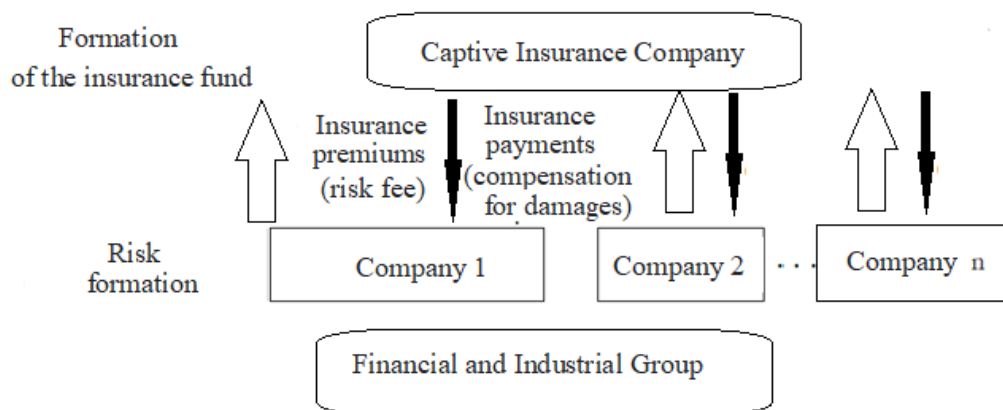 Formation
of the insurance fund
Captive Insurance Company
Insurance
premiums
(risk fee)
Insurance
payments
(compensation
for damages)
Risk
formation
Company 1
Company 2
. . .
Company n
Financial and Industrial Group